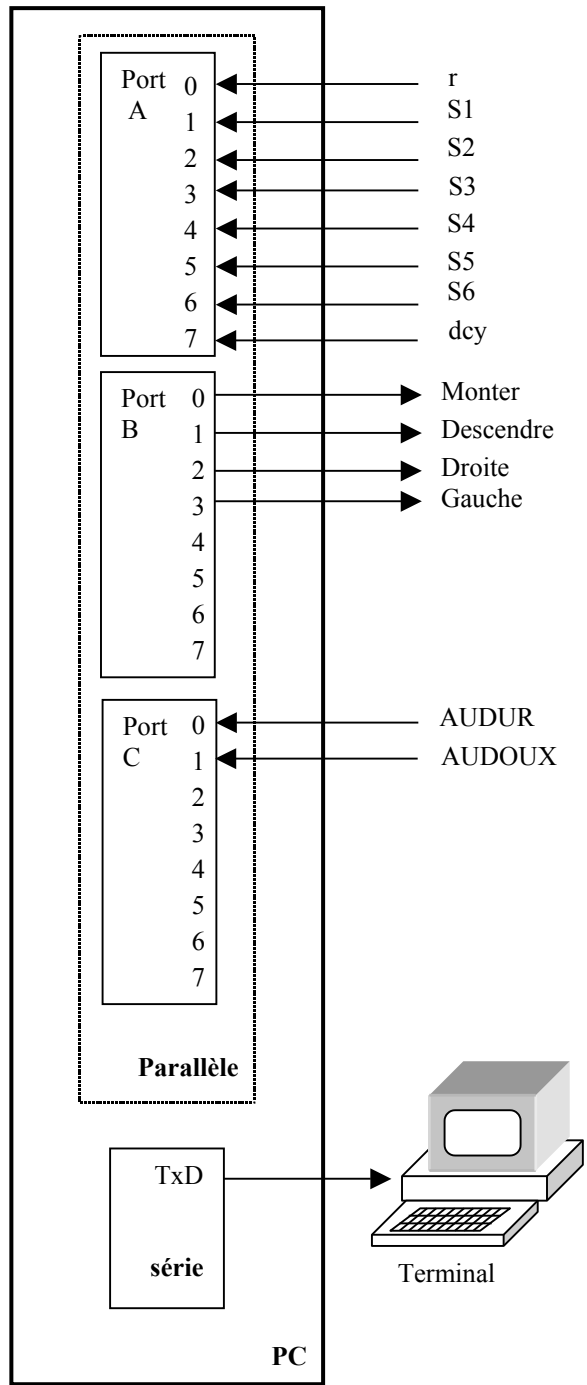 Port 0 r
A 1 S1
2 S2
3 S3
4 S4
5 S5
6 S6
7 dcy
Port 0 Monter
B 1 Descendre
2 Droite
3 Gauche
4
5
6
7
Port 0 AUDUR
C 1 AUDOUX
2
3
4
5
6
7
Parallèle
TxD
série
Terminal
PC